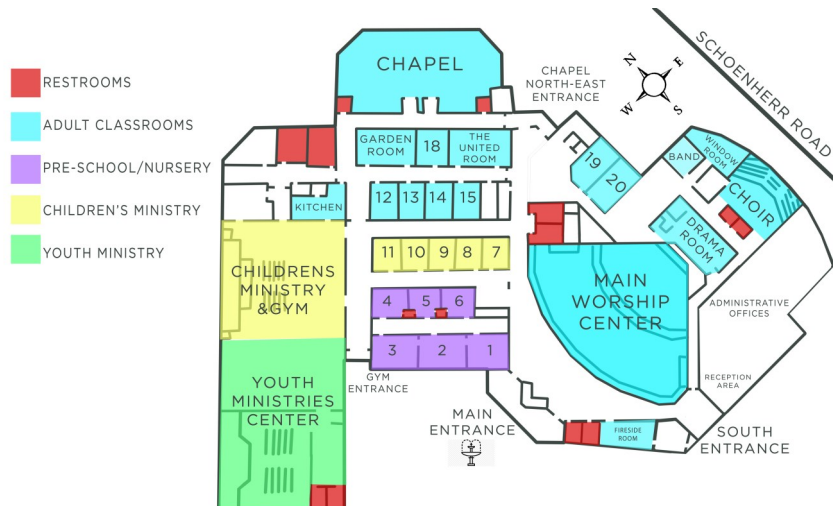 RESTROOMS
ADULT CLASSROOMS
PRE-SCHOOL/NURSERY
CHILDREN'S MINISTRY
YOUTH MINISTRY
CHAPEL
CHAPEL
NORTH-EAST
ENTRANCE
N
E
W
S
SCHOENHERR ROAD
GARDEN
ROOM
18
THE
UNITED
ROOM
19
20
BAND
WINDOW
ROOM
CHOIR
KITCHEN
12
13
14
15
DRAMA
ROOM
11
10
9
8
7
CHILDRENS
MINISTRY
&GYM
MAIN
WORSHIP
CENTER
4
5
6
ADMINISTRATIVE
OFFICES
3
2
1
GYM
ENTRANCE
YOUTH
MINISTRIES
CENTER
RECEPTION
AREA
MAIN
ENTRANCE
FIRESIDE
ROOM
SOUTH
ENTRANCE